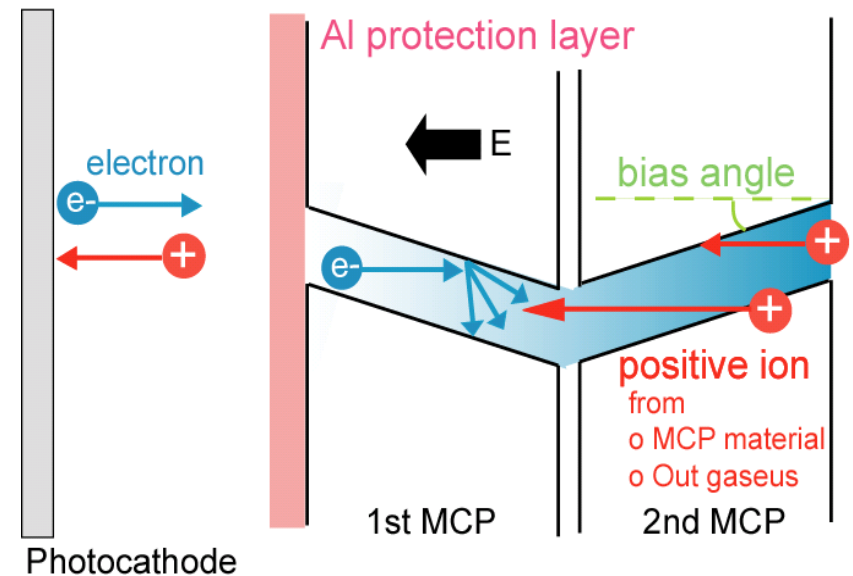 Al protection layer
E
electron
e-
+
bias angle
e-
+
+
positive ion
from
o MCP material
o Out gaseus
1st MCP
2nd MCP
Photocathode